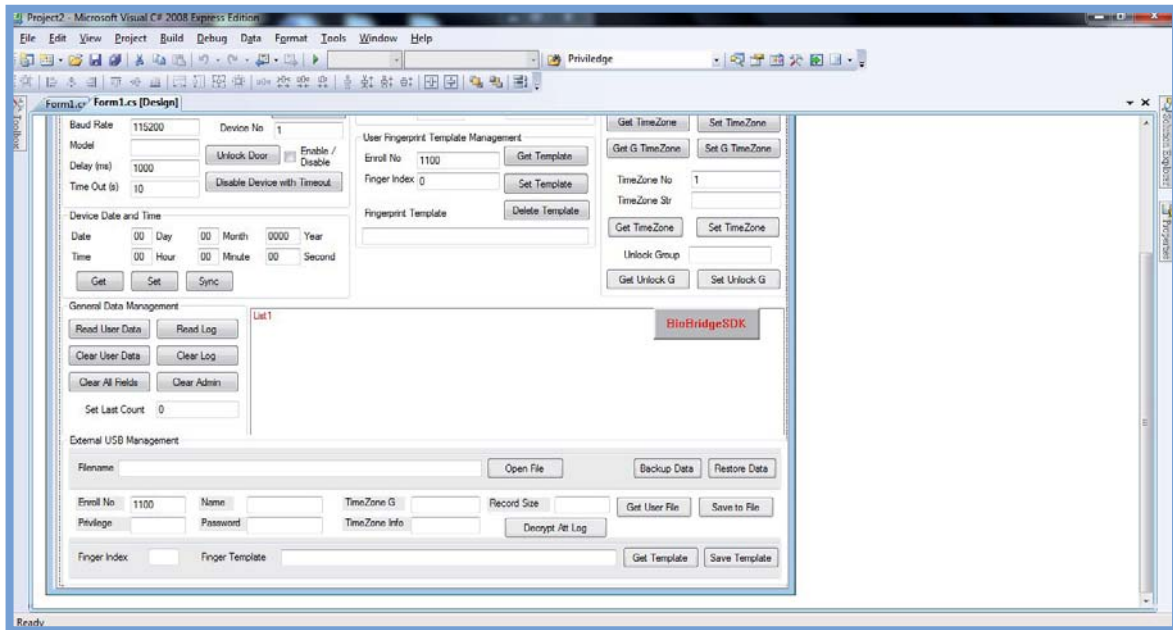 Project2 - Microsoft Visual C# 2008 Express Edition
File Edit View Project Build Debug Data Format Tools Window Help
Priviledge
Form1.cs Form1.cs [Design]
Toolbox
Solution Explorer
Properties
Baud Rate 115200 Device No 1
Model
Unlock Door Enable / Disable
Delay (ms) 1000
Time Out (s) 10 Disable Device with Timeout
User Fingerprint Template Management
Enroll No 1100 Get Template
Finger Index 0 Set Template
Fingerprint Template Delete Template
Get TimeZone Set TimeZone
Get G TimeZone Set G TimeZone
TimeZone No 1
TimeZone Str
Get TimeZone Set TimeZone
Unlock Group
Get Unlock G Set Unlock G
Device Date and Time
Date 00 Day 00 Month 0000 Year
Time 00 Hour 00 Minute 00 Second
Get Set Sync
General Data Management
Read User Data Read Log
Clear User Data Clear Log
Clear All Fields Clear Admin
Set Last Count 0
List1
BioBridgeSDK
External USB Management
Filename Open File Backup Data Restore Data
Enroll No 1100 Name TimeZone G Record Size Get User File Save to File
Privilege Password TimeZone Info Decrypt Att Log
Finger Index Finger Template Get Template Save Template
Ready